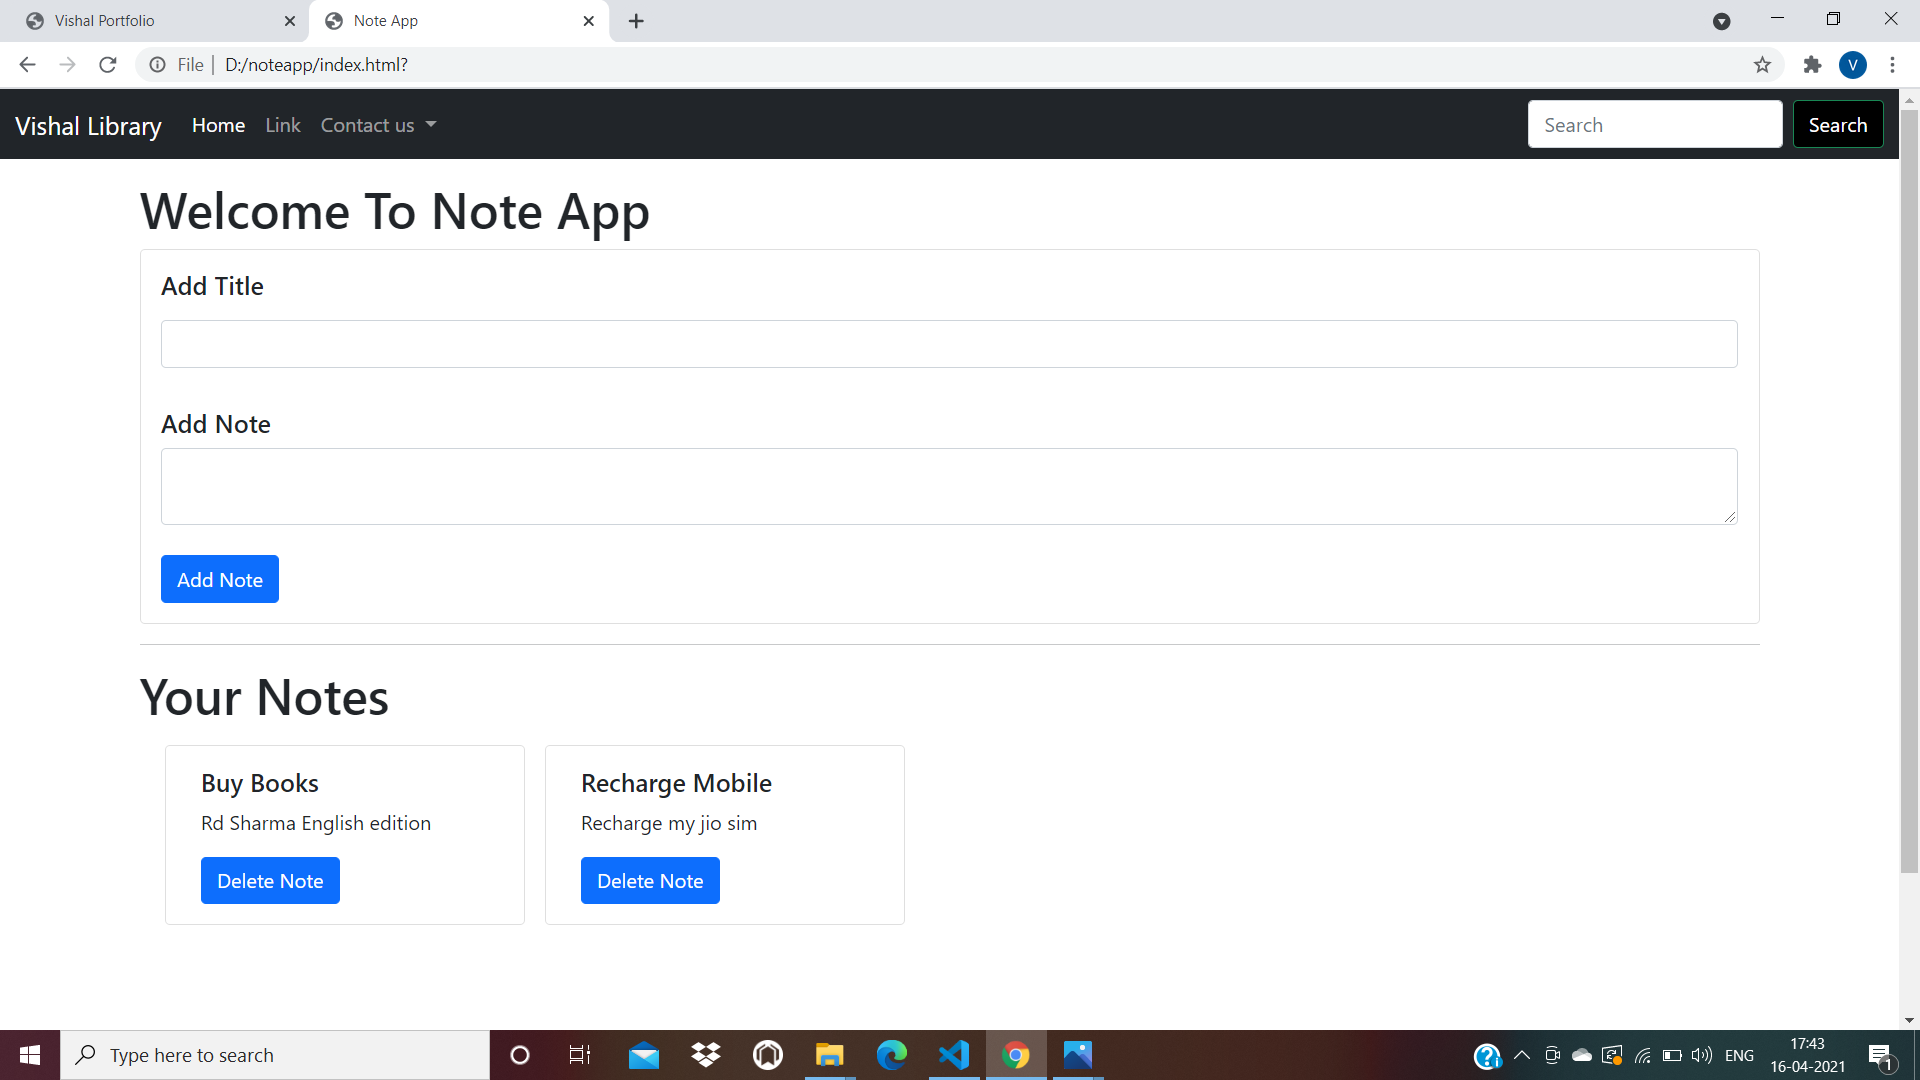 Vishal Portfolio
Note App
File
D:/noteapp/index.html?
V
Vishal Library
Home
Link
Contact us
Search
Search
Welcome To Note App
Add Title
Add Note
Add Note
Your Notes
Buy Books
Rd Sharma English edition
Delete Note
Recharge Mobile
Recharge my jio sim
Delete Note
Type here to search
ENG
17:43
16-04-2021
1